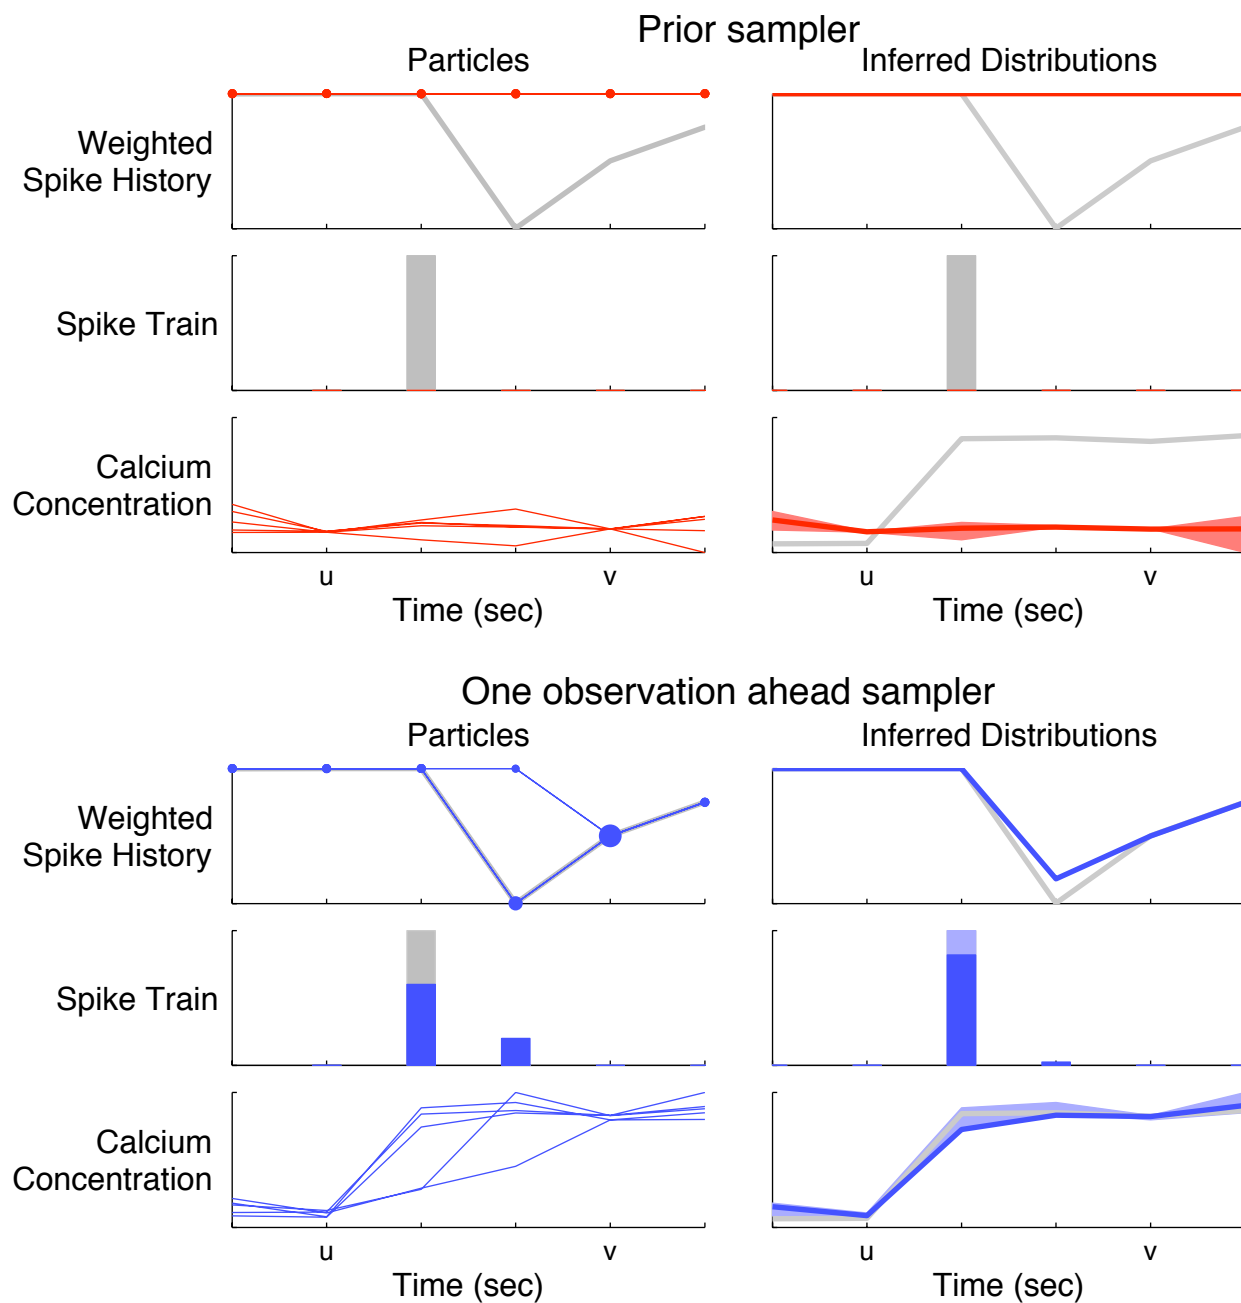 Prior sampler
Particles
Inferred Distributions
Weighted
Spike History
Spike Train
Calcium
Concentration
u
v
u
v
Time (sec)
Time (sec)
One observation ahead sampler
Particles
Inferred Distributions
Weighted
Spike History
Spike Train
Calcium
Concentration
u
v
u
v
Time (sec)
Time (sec)